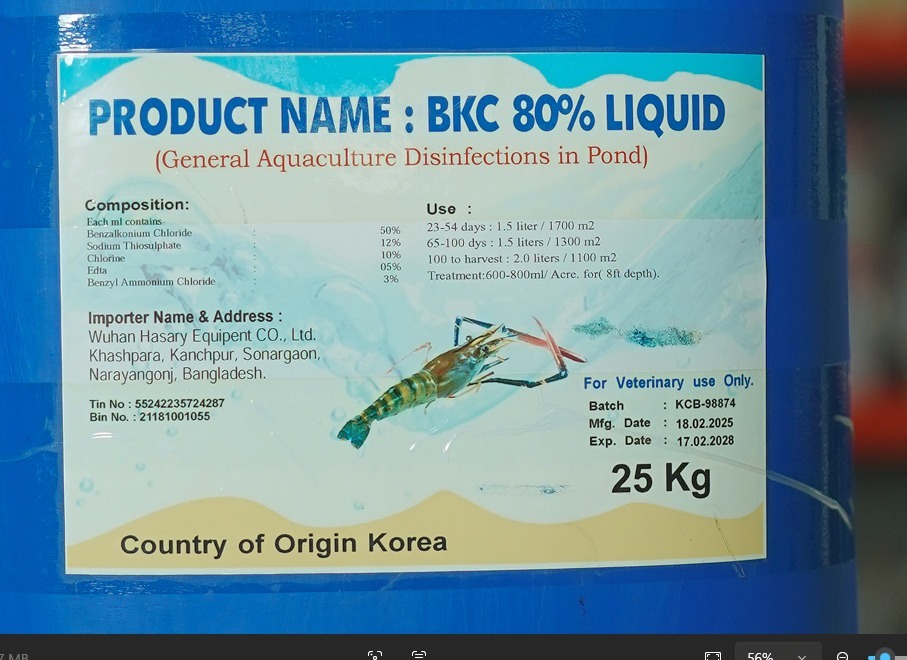 PRODUCT NAME : BKC 80% LIQUID
(General Aquaculture Disinfections in Pond)
Composition:
Each ml contains-
Benzalkonium Chloride : 50%
Sodium Thiosulphate : 12%
Chlorine : 10%
Edta : 05%
Benzyl Ammonium Chloride : 3%
Use :
23-54 days : 1.5 liter / 1700 m2
65-100 dys : 1.5 liters / 1300 m2
100 to harvest : 2.0 liters / 1100 m2
Treatment:600-800ml/ Acre. for( 8ft depth).
Importer Name & Address :
Wuhan Hasary Equipent CO., Ltd.
Khashpara, Kanchpur, Sonargaon,
Narayangonj, Bangladesh.
Tin No : 55242235724287
Bin No. : 21181001055
For Veterinary use Only.
Batch : KCB-98874
Mfg. Date : 18.02.2025
Exp. Date : 17.02.2028
25 Kg
Country of Origin Korea
7 MB
56%